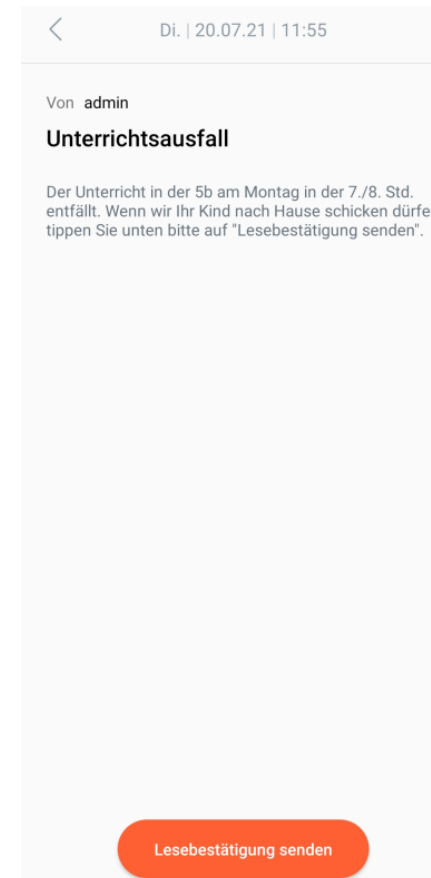 Di. | 20.07.21 | 11:55
Von admin
Unterrichtsausfall
Der Unterricht in der 5b am Montag in der 7./8. Std.
entfällt. Wenn wir Ihr Kind nach Hause schicken dürfe
tippen Sie unten bitte auf "Lesebestätigung senden".
Lesebestätigung senden